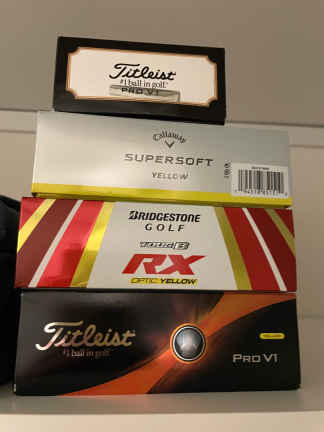 Titleist
#1 ball in golf.
PRO V1
Callaway
SUPERSOFT
YELLOW
BRIDGESTONE
GOLF
TOUR B
RX
OPTIC YELLOW
Titleist
#1 ball in golf.
YELLOW
PRO V1